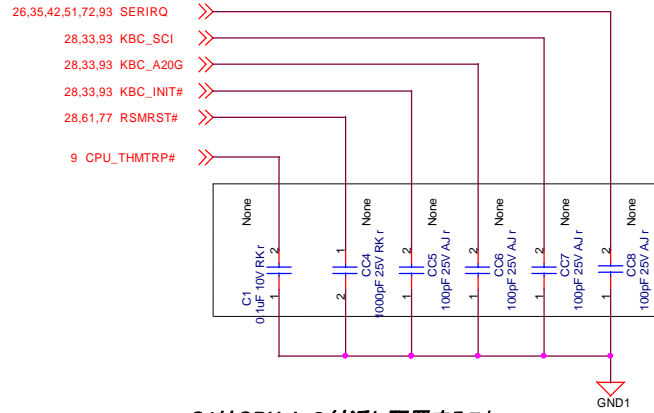 26,35,42,51,72,93 SERIRQ
28,33,93 KBC_SCI
28,33,93 KBC_A20G
28,33,93 KBC_INIT#
28,61,77 RSMRST#
9 CPU_THMTRP#
None
None
None
None
None
None
2
1
2
2
2
2
C1
0.1uF 10V RK r
CC4
1000pF 25V RK r
CC5
100pF 25V AJ r
CC6
100pF 25V AJ r
CC7
100pF 25V AJ r
CC8
100pF 25V AJ r
1
2
1
1
1
1
GND1